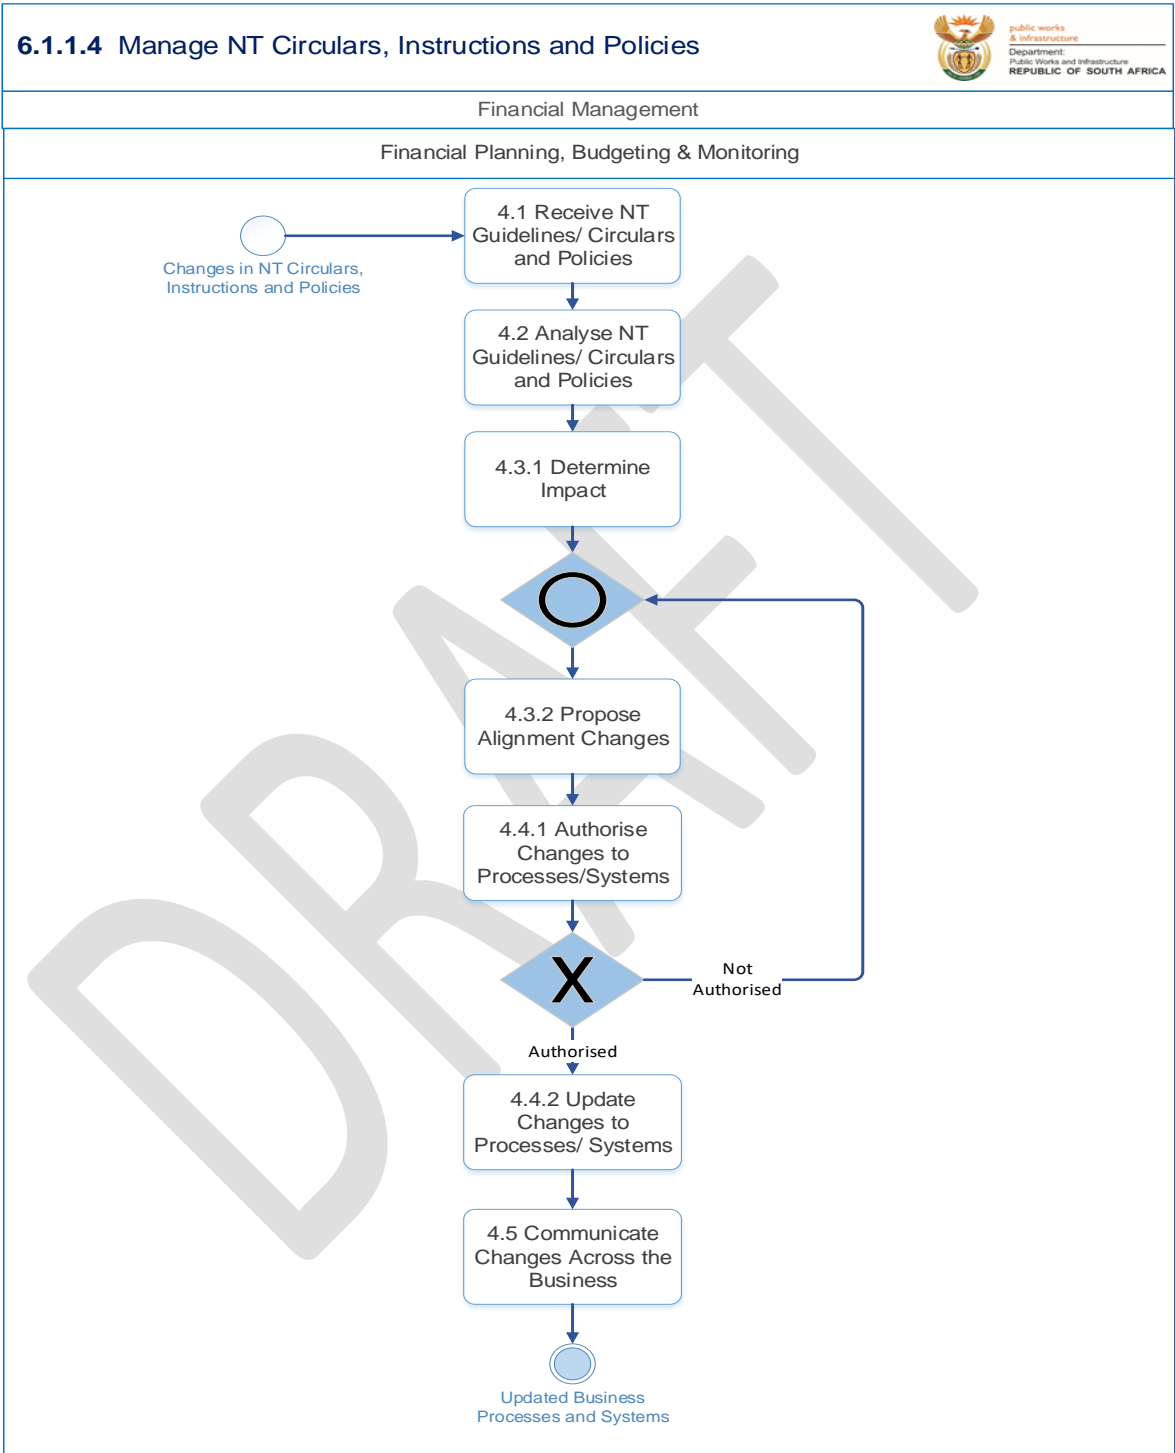 6.1.1.4 Manage NT Circulars, Instructions and Policies
public works
& infrastructure
Department:
Public Works and Infrastructure
REPUBLIC OF SOUTH AFRICA
Financial Management
Financial Planning, Budgeting & Monitoring
Changes in NT Circulars,
Instructions and Policies
4.1 Receive NT
Guidelines/ Circulars
and Policies
4.2 Analyse NT
Guidelines/ Circulars
and Policies
4.3.1 Determine
Impact
4.3.2 Propose
Alignment Changes
4.4.1 Authorise
Changes to
Processes/Systems
X
Not
Authorised
Authorised
4.4.2 Update
Changes to
Processes/ Systems
4.5 Communicate
Changes Across the
Business
Updated Business
Processes and Systems
DRAFT